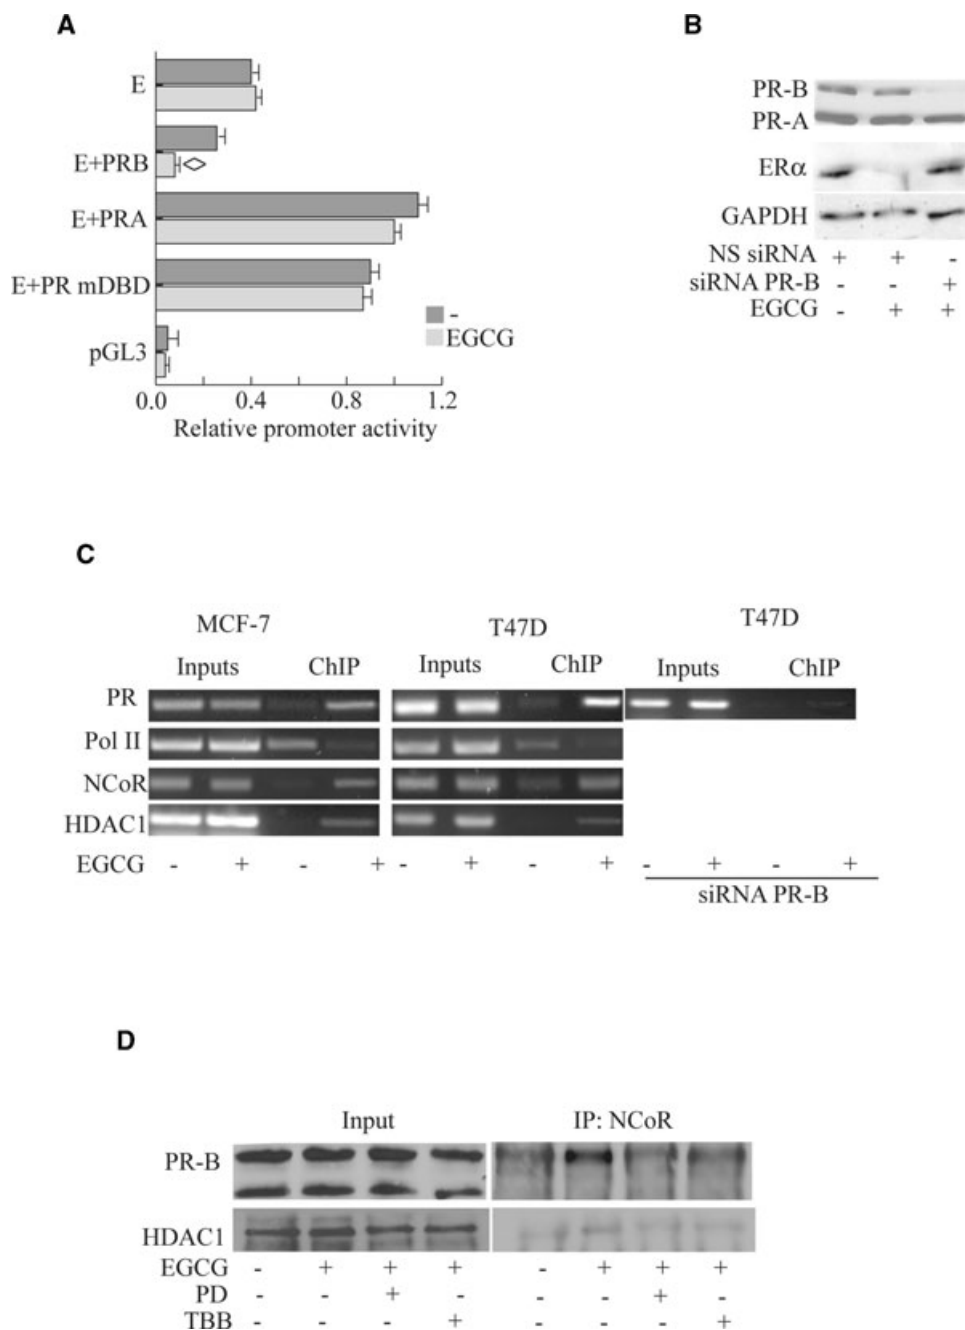 A
E
E+PRB
E+PRA
E+PR mDBD
pGL3
-
EGCG
0.0 0.4 0.8 1.2
Relative promoter activity
B
PR-B
PR-A
ERα
GAPDH
NS siRNA + + -
siRNA PR-B - - +
EGCG - + +
C
MCF-7 T47D T47D
Inputs ChIP Inputs ChIP Inputs ChIP
PR
Pol II
NCoR
HDAC1
EGCG - + - + - + - + - + - +
siRNA PR-B
D
Input IP: NCoR
PR-B
HDAC1
EGCG - + + + - + + +
PD - - + - - - + -
TBB - - - + - - - +